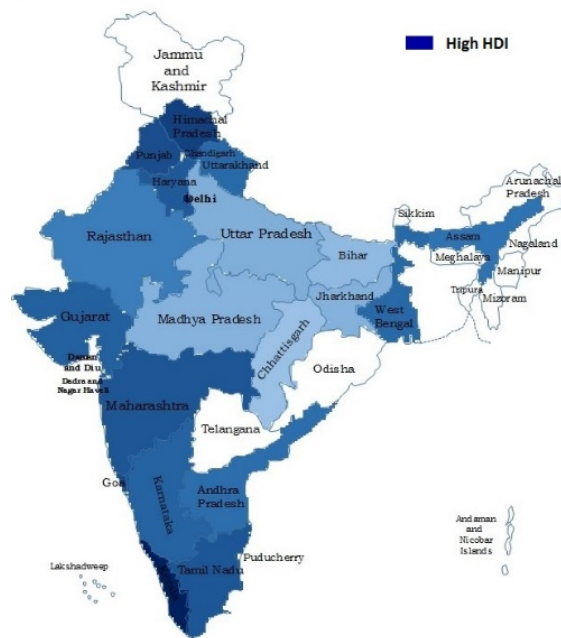 High HDI
Jammu
and
Kashmir
Himachal
Pradesh
Punjab
Chandigarh
Uttarakhand
Haryana
Delhi
Arunachal
Pradesh
Sikkim
Rajasthan
Uttar Pradesh
Assam
Nagaland
Bihar
Meghalaya
Manipur
Jharkhand
Tripura
Mizoram
Gujarat
Madhya Pradesh
West
Bengal
Chhattisgarh
Daman
and Diu
Odisha
Dadra and
Nagar Haveli
Maharashtra
Telangana
Goa
Karnataka
Andhra
Pradesh
Andaman
and
Nicobar
Islands
Puducherry
Lakshadweep
Tamil Nadu